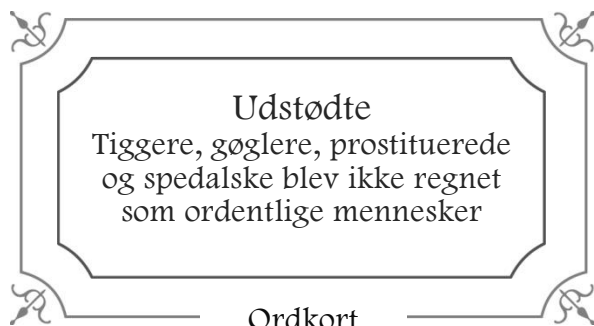 Udstødte
Tiggere, gøglere, prostituerede
og spedalske blev ikke regnet
som ordentlige mennesker
Ordkort